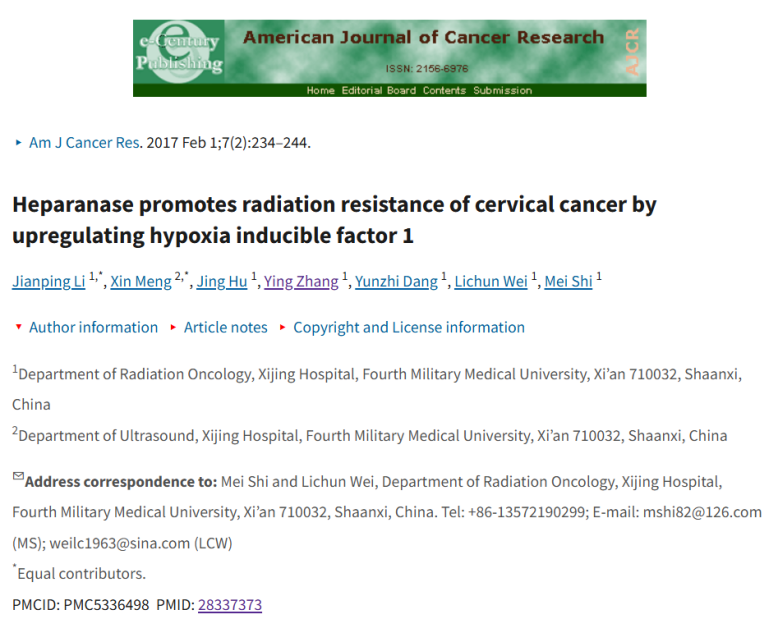 e-Century
Publishing
American Journal of Cancer Research
ISSN: 2156-6976
AJCR
Home Editorial Board Contents Submission
Am J Cancer Res. 2017 Feb 1;7(2):234–244.
Heparanase promotes radiation resistance of cervical cancer by
upregulating hypoxia inducible factor 1
Jianping Li 1,*, Xin Meng 2,*, Jing Hu 1, Ying Zhang 1, Yunzhi Dang 1, Lichun Wei 1, Mei Shi 1
Author information Article notes Copyright and License information
1Department of Radiation Oncology, Xijing Hospital, Fourth Military Medical University, Xi’an 710032, Shaanxi,
China
2Department of Ultrasound, Xijing Hospital, Fourth Military Medical University, Xi’an 710032, Shaanxi, China
Address correspondence to: Mei Shi and Lichun Wei, Department of Radiation Oncology, Xijing Hospital,
Fourth Military Medical University, Xi’an 710032, Shaanxi, China. Tel: +86-13572190299; E-mail: mshi82@126.com
(MS); weilc1963@sina.com (LCW)
*Equal contributors.
PMCID: PMC5336498 PMID: 28337373